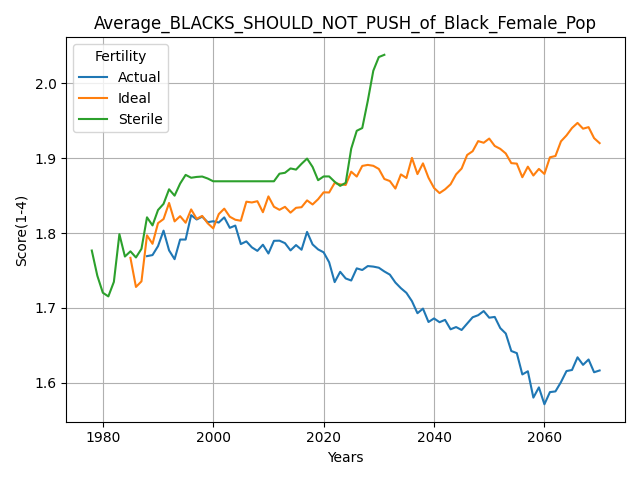 Average_BLACKS_SHOULD_NOT_PUSH_of_Black_Female_Pop
Fertility
Actual
Ideal
Sterile
2.0
1.9
1.8
1.7
1.6
Score(1-4)
1980
2000
2020
2040
2060
Years